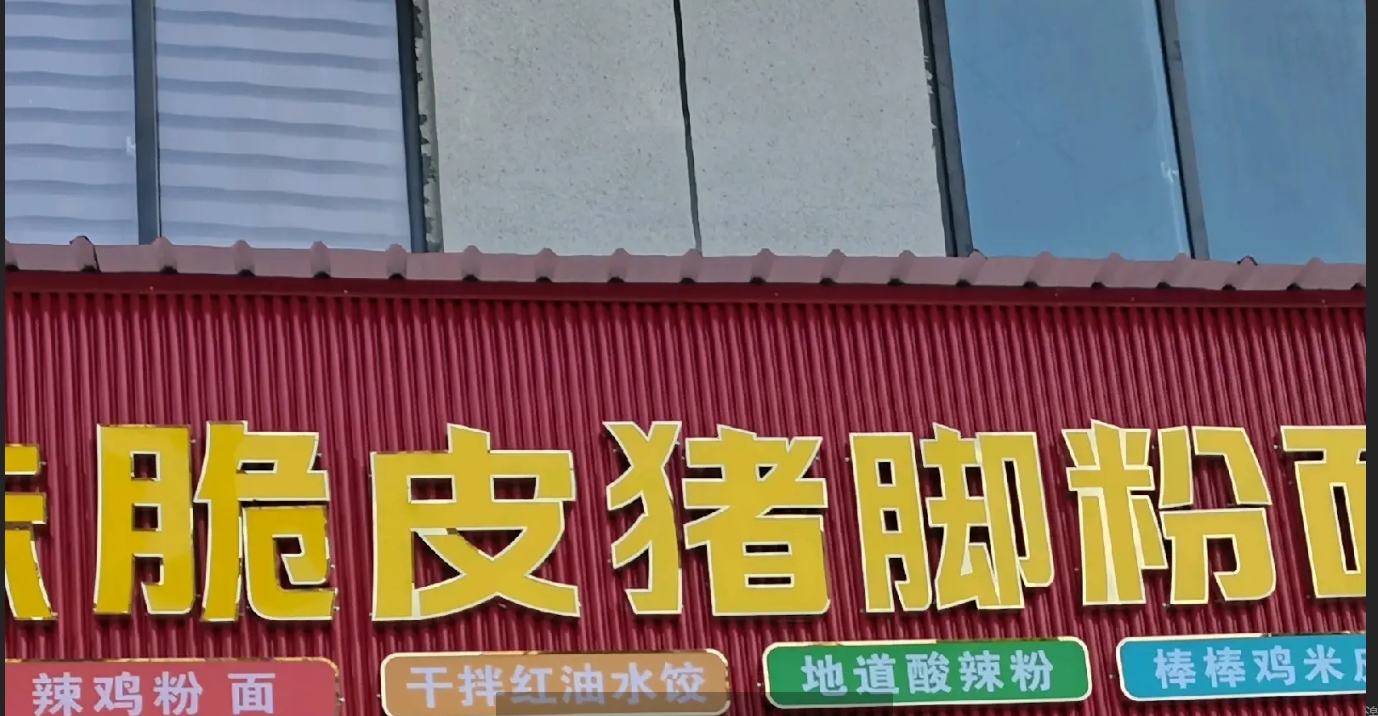 脆皮猪脚粉面
辣鸡粉 面
干拌红油水饺
地道酸辣粉
棒棒鸡米